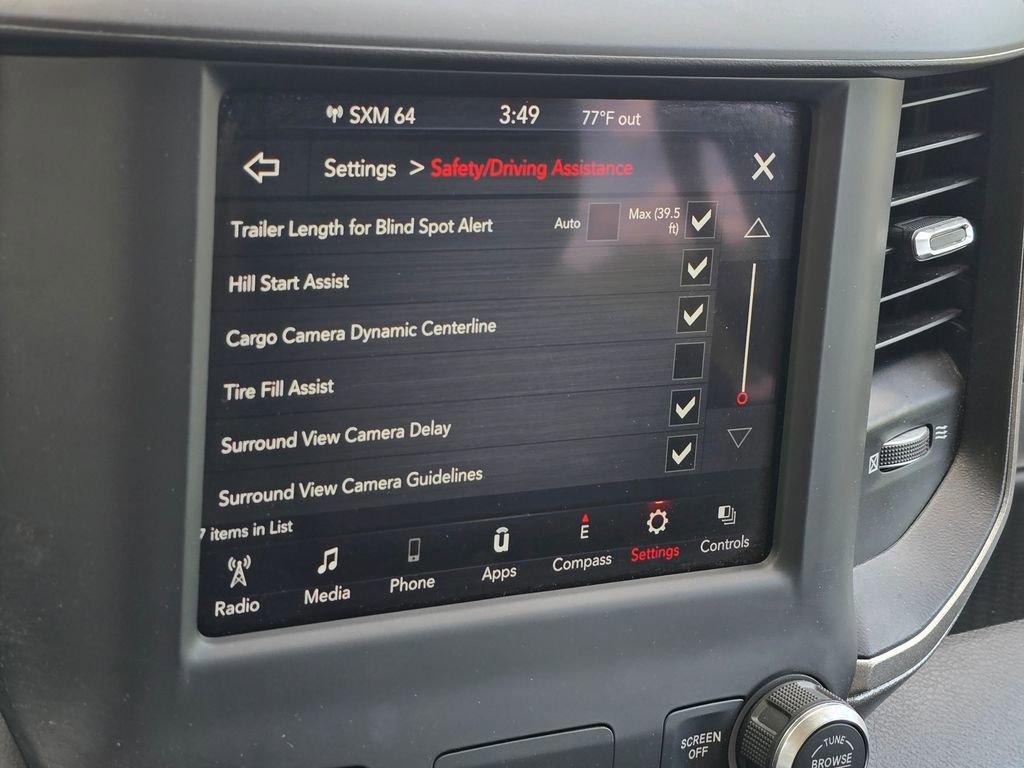 SXM 64 3:49 77°F out
Settings > Safety/Driving Assistance X
Trailer Length for Blind Spot Alert Auto Max (39.5
ft)
Hill Start Assist
Cargo Camera Dynamic Centerline
Tire Fill Assist
Surround View Camera Delay
Surround View Camera Guidelines
7 items in List
E
Radio Media Phone Apps Compass Settings Controls
SCREEN
OFF
TUNE
BROWSE